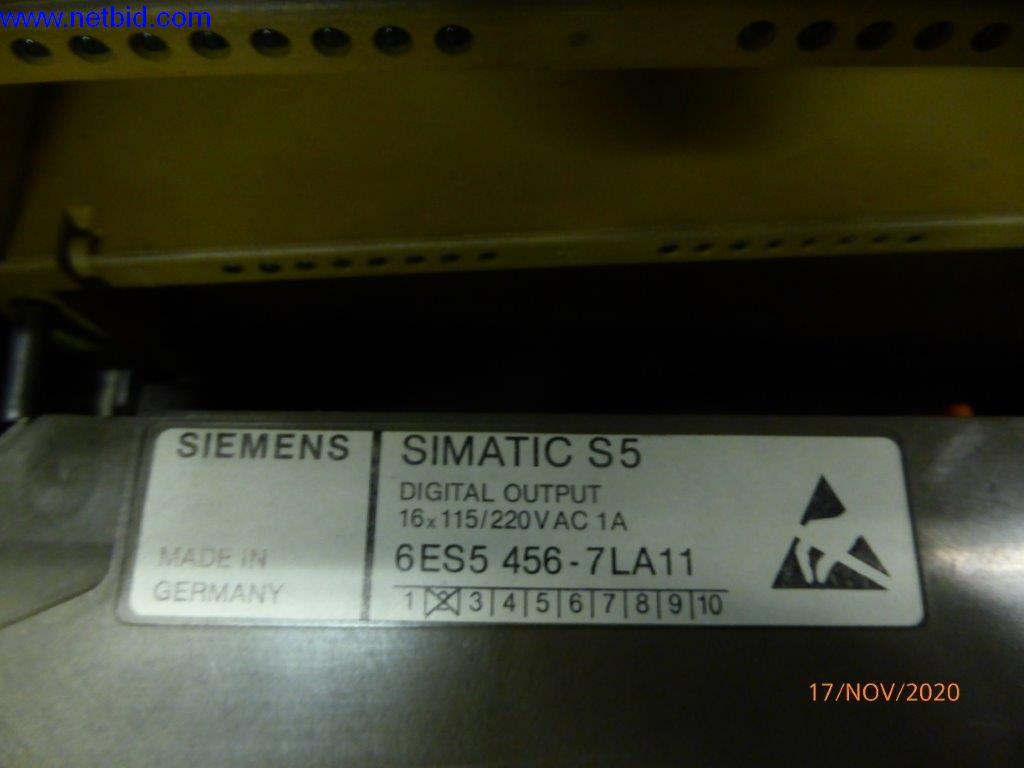 www.netbid.com
SIEMENS
MADE IN
GERMANY
SIMATIC S5
DIGITAL OUTPUT
16x115/220VAC 1A
6ES5 456-7LA11
1 2 3 4 5 6 7 8 9 10
17/NOV/2020